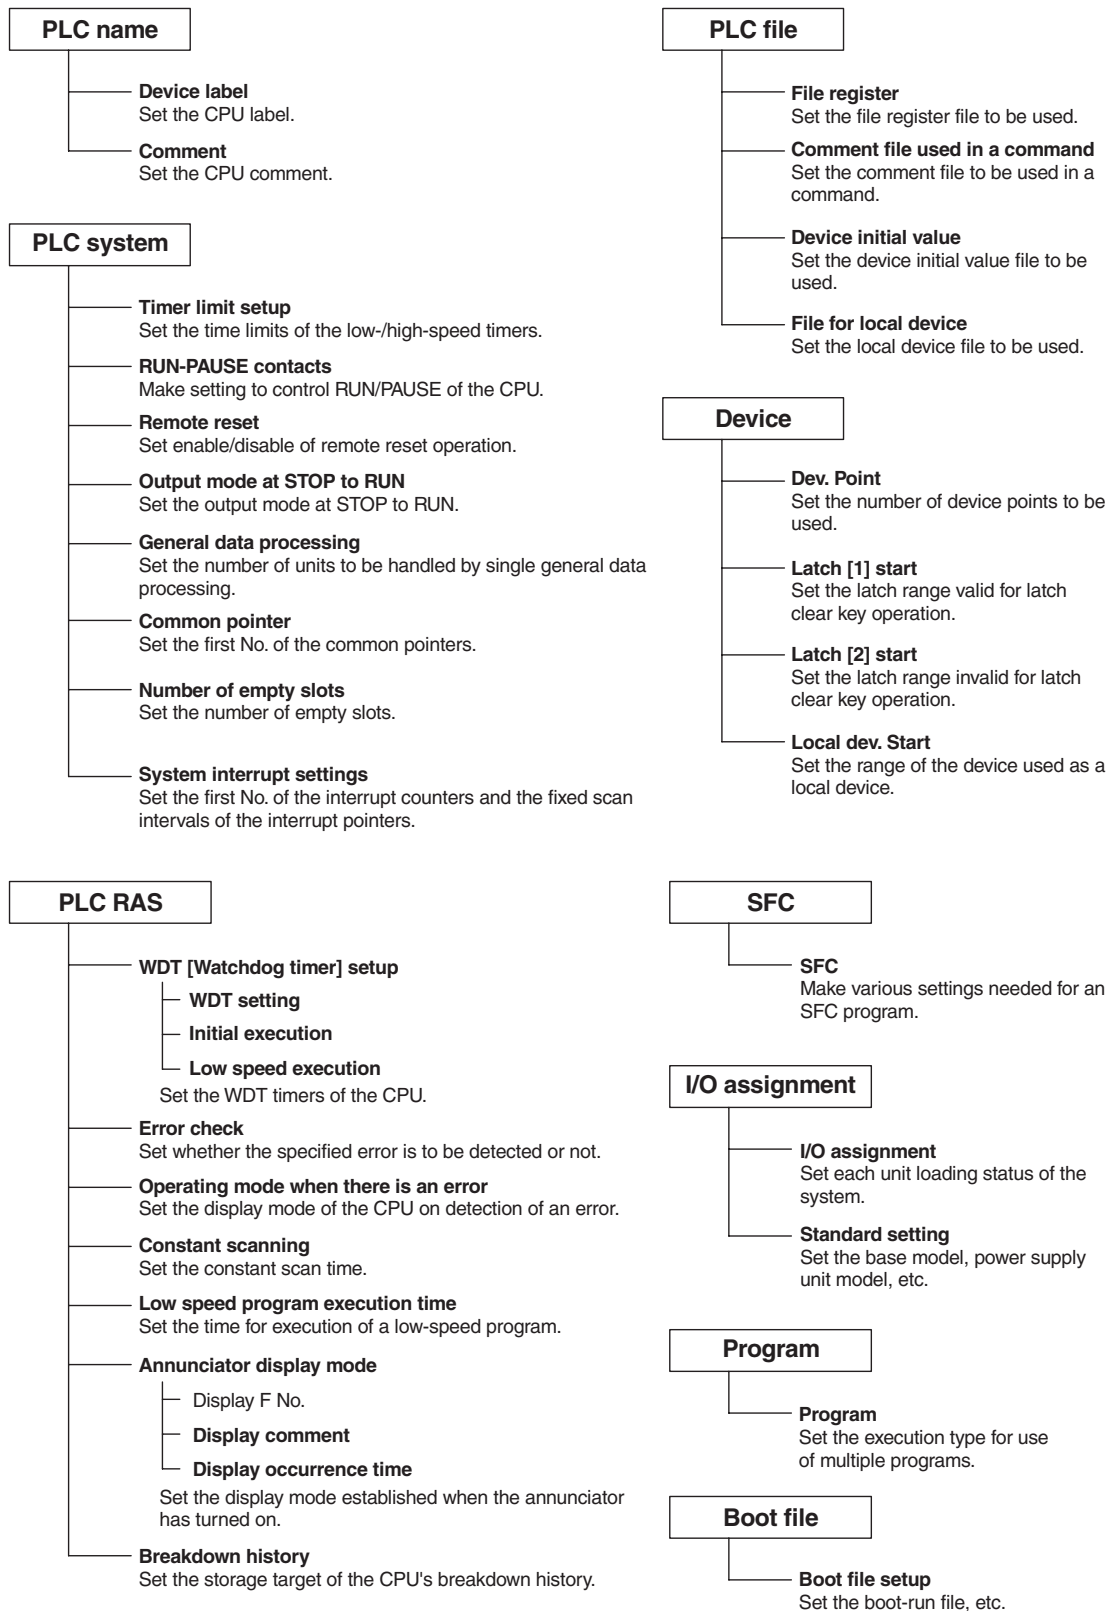 PLC name
Device label
Set the CPU label.
Comment
Set the CPU comment.
PLC system
Timer limit setup
Set the time limits of the low-/high-speed timers.
RUN-PAUSE contacts
Make setting to control RUN/PAUSE of the CPU.
Remote reset
Set enable/disable of remote reset operation.
Output mode at STOP to RUN
Set the output mode at STOP to RUN.
General data processing
Set the number of units to be handled by single general data
processing.
Common pointer
Set the first No. of the common pointers.
Number of empty slots
Set the number of empty slots.
System interrupt settings
Set the first No. of the interrupt counters and the fixed scan
intervals of the interrupt pointers.
PLC RAS
WDT [Watchdog timer] setup
WDT setting
Initial execution
Low speed execution
Set the WDT timers of the CPU.
Error check
Set whether the specified error is to be detected or not.
Operating mode when there is an error
Set the display mode of the CPU on detection of an error.
Constant scanning
Set the constant scan time.
Low speed program execution time
Set the time for execution of a low-speed program.
Annunciator display mode
Display F No.
Display comment
Display occurrence time
Set the display mode established when the annunciator
has turned on.
Breakdown history
Set the storage target of the CPU's breakdown history.
PLC file
File register
Set the file register file to be used.
Comment file used in a command
Set the comment file to be used in a
command.
Device initial value
Set the device initial value file to be
used.
File for local device
Set the local device file to be used.
Device
Dev. Point
Set the number of device points to be
used.
Latch [1] start
Set the latch range valid for latch
clear key operation.
Latch [2] start
Set the latch range invalid for latch
clear key operation.
Local dev. Start
Set the range of the device used as a
local device.
SFC
SFC
Make various settings needed for an
SFC program.
I/O assignment
I/O assignment
Set each unit loading status of the
system.
Standard setting
Set the base model, power supply
unit model, etc.
Program
Program
Set the execution type for use
of multiple programs.
Boot file
Boot file setup
Set the boot-run file, etc.